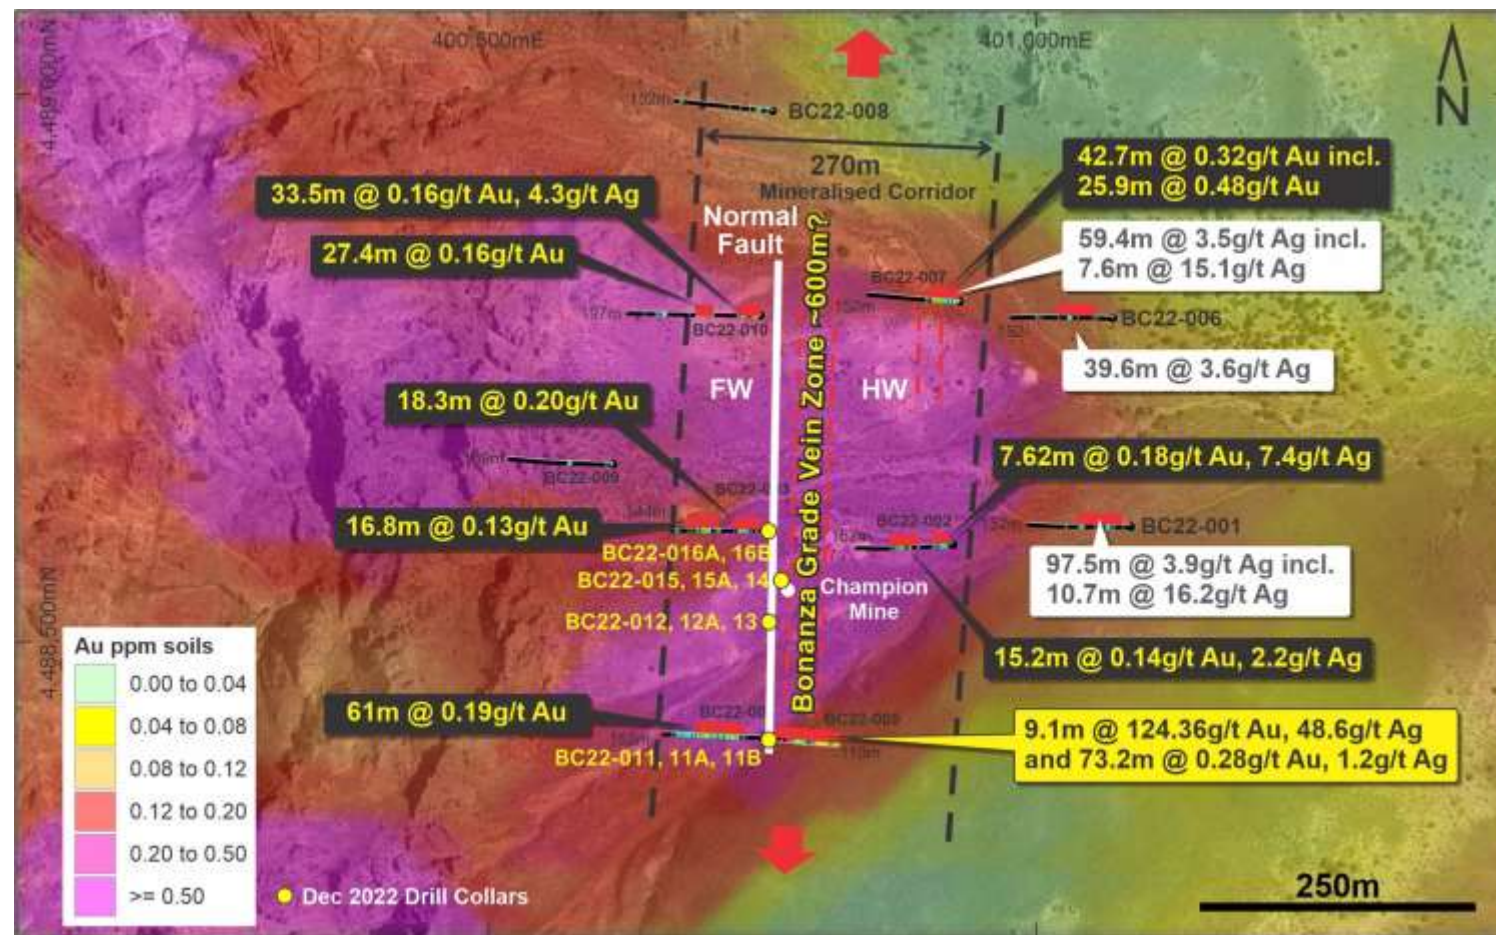 400,500mE
401,000mE
4,489,000mN
N
152m
BC22-008
270m
Mineralised Corridor
42.7m @ 0.32g/t Au incl.
25.9m @ 0.48g/t Au
33.5m @ 0.16g/t Au, 4.3g/t Ag
Normal
Fault
27.4m @ 0.16g/t Au
59.4m @ 3.5g/t Ag incl.
7.6m @ 15.1g/t Ag
BC22-007
BC22-006
197m
BC22-010
39.6m @ 3.6g/t Ag
FW
HW
Bonanza Grade Vein Zone ~600m?
18.3m @ 0.20g/t Au
7.62m @ 0.18g/t Au, 7.4g/t Ag
BC22-009
16.8m @ 0.13g/t Au
BC22-002
BC22-001
BC22-016A, 16B
BC22-015, 15A, 14
Champion
Mine
97.5m @ 3.9g/t Ag incl.
10.7m @ 16.2g/t Ag
BC22-012, 12A, 13
4,488,500mN
15.2m @ 0.14g/t Au, 2.2g/t Ag
61m @ 0.19g/t Au
BC22-011, 11A, 11B
9.1m @ 124.36g/t Au, 48.6g/t Ag
and 73.2m @ 0.28g/t Au, 1.2g/t Ag
Au ppm soils
0.00 to 0.04
0.04 to 0.08
0.08 to 0.12
0.12 to 0.20
0.20 to 0.50
>= 0.50
Dec 2022 Drill Collars
250m